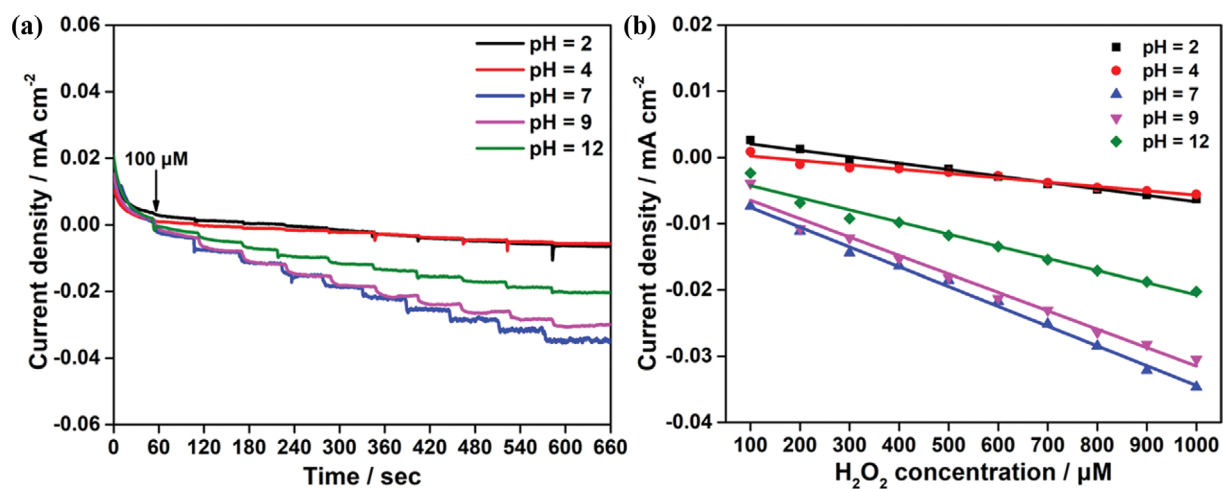 (a)
Current density / mA cm⁻²
0.06
0.04
0.02
0.00
-0.02
-0.04
-0.06
100 µM
pH = 2
pH = 4
pH = 7
pH = 9
pH = 12
0 60 120 180 240 300 360 420 480 540 600 660
Time / sec
(b)
Current density / mA cm⁻²
0.02
0.01
0.00
-0.01
-0.02
-0.03
-0.04
pH = 2
pH = 4
pH = 7
pH = 9
pH = 12
100 200 300 400 500 600 700 800 900 1000
H₂O₂ concentration / µM